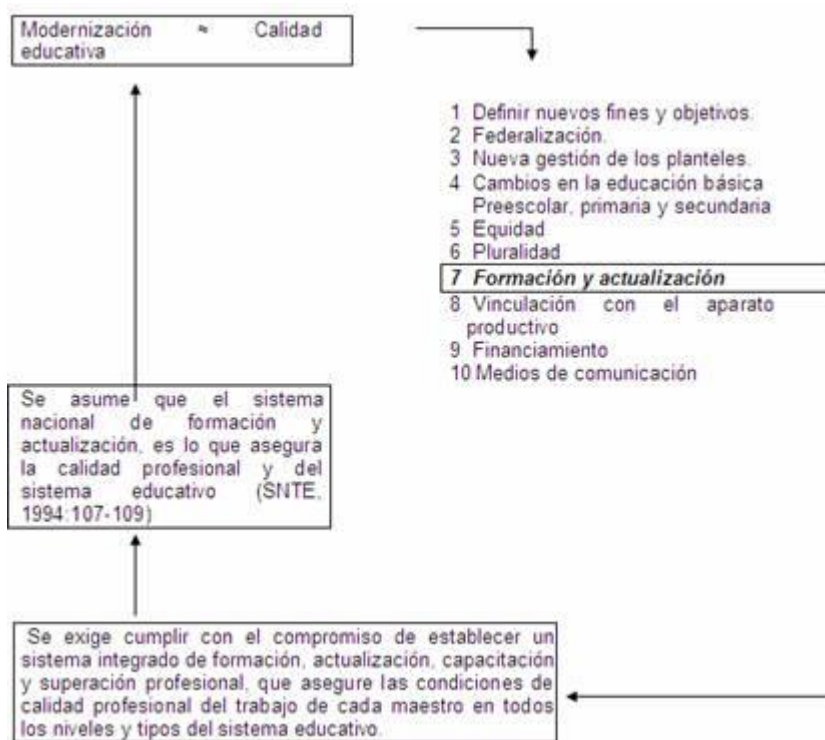 Modernización ≈ Calidad
educativa
1 Definir nuevos fines y objetivos.
2 Federalización.
3 Nueva gestión de los planteles.
4 Cambios en la educación básica
Preescolar, primaria y secundaria
5 Equidad
6 Pluralidad
7 Formación y actualización
8 Vinculación con el aparato
productivo
9 Financiamiento
10 Medios de comunicación
Se asume que el sistema
nacional de formación y
actualización, es lo que asegura
la calidad profesional y del
sistema educativo (SNTE,
1994:107-109)
Se exige cumplir con el compromiso de establecer un
sistema integrado de formación, actualización, capacitación
y superación profesional, que asegure las condiciones de
calidad profesional del trabajo de cada maestro en todos
los niveles y tipos del sistema educativo.